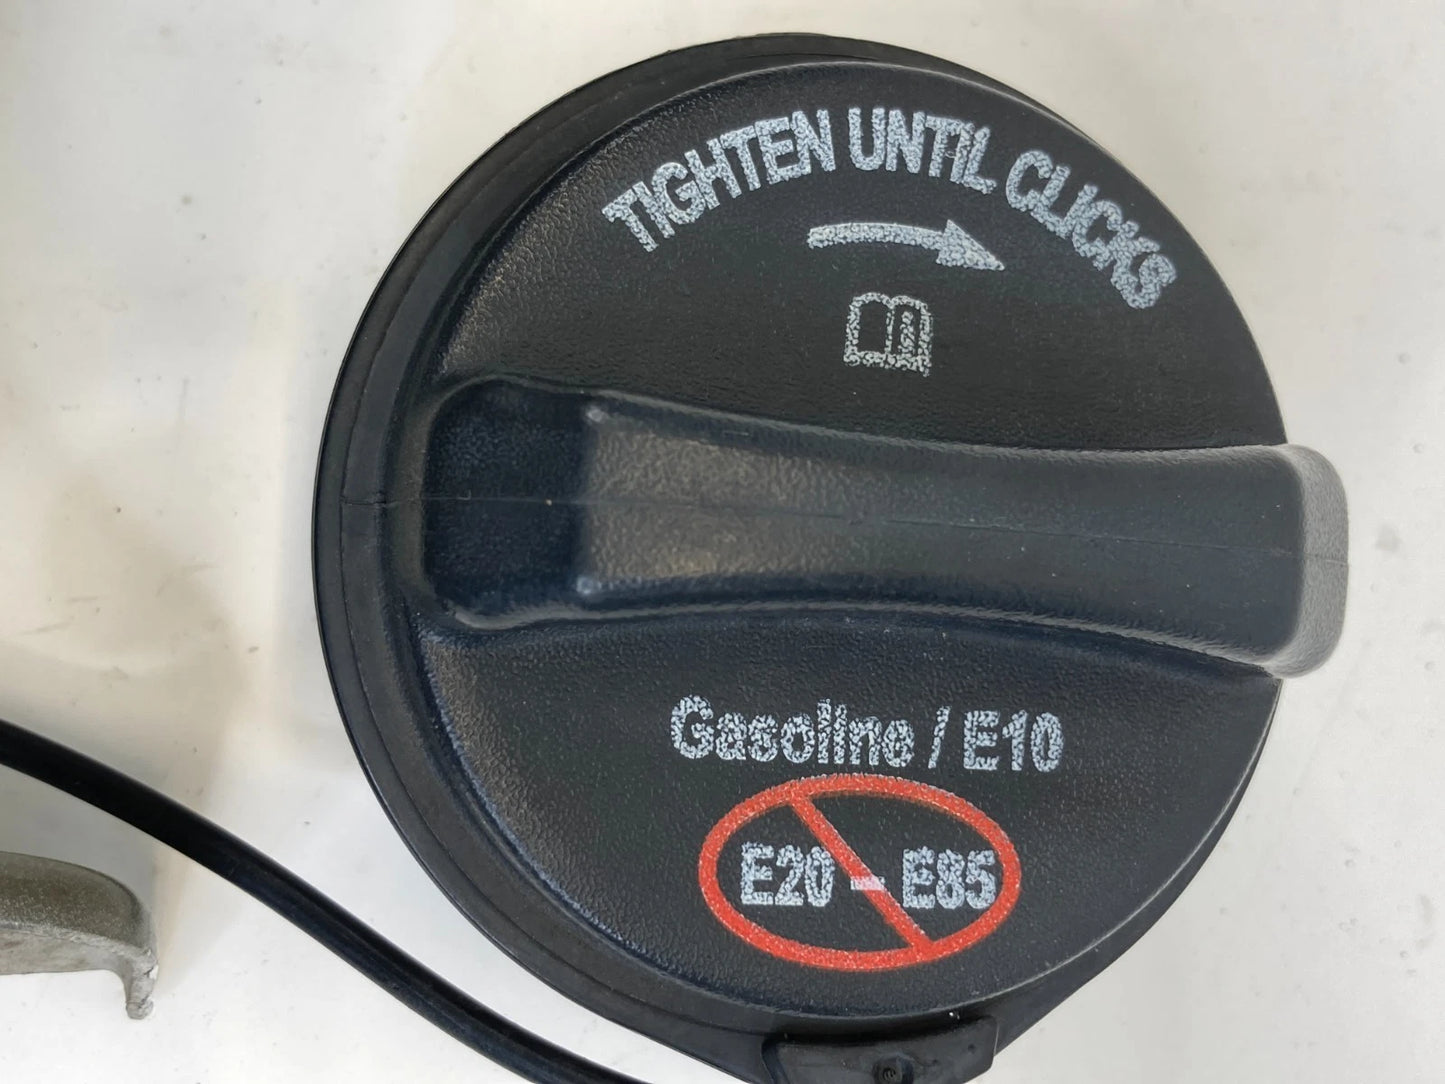 TIGHTEN UNTIL CLICKS
Gasoline / E10
E20 - E85